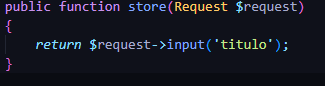 public function store(Request $request)
{
    return $request->input('titulo');
}